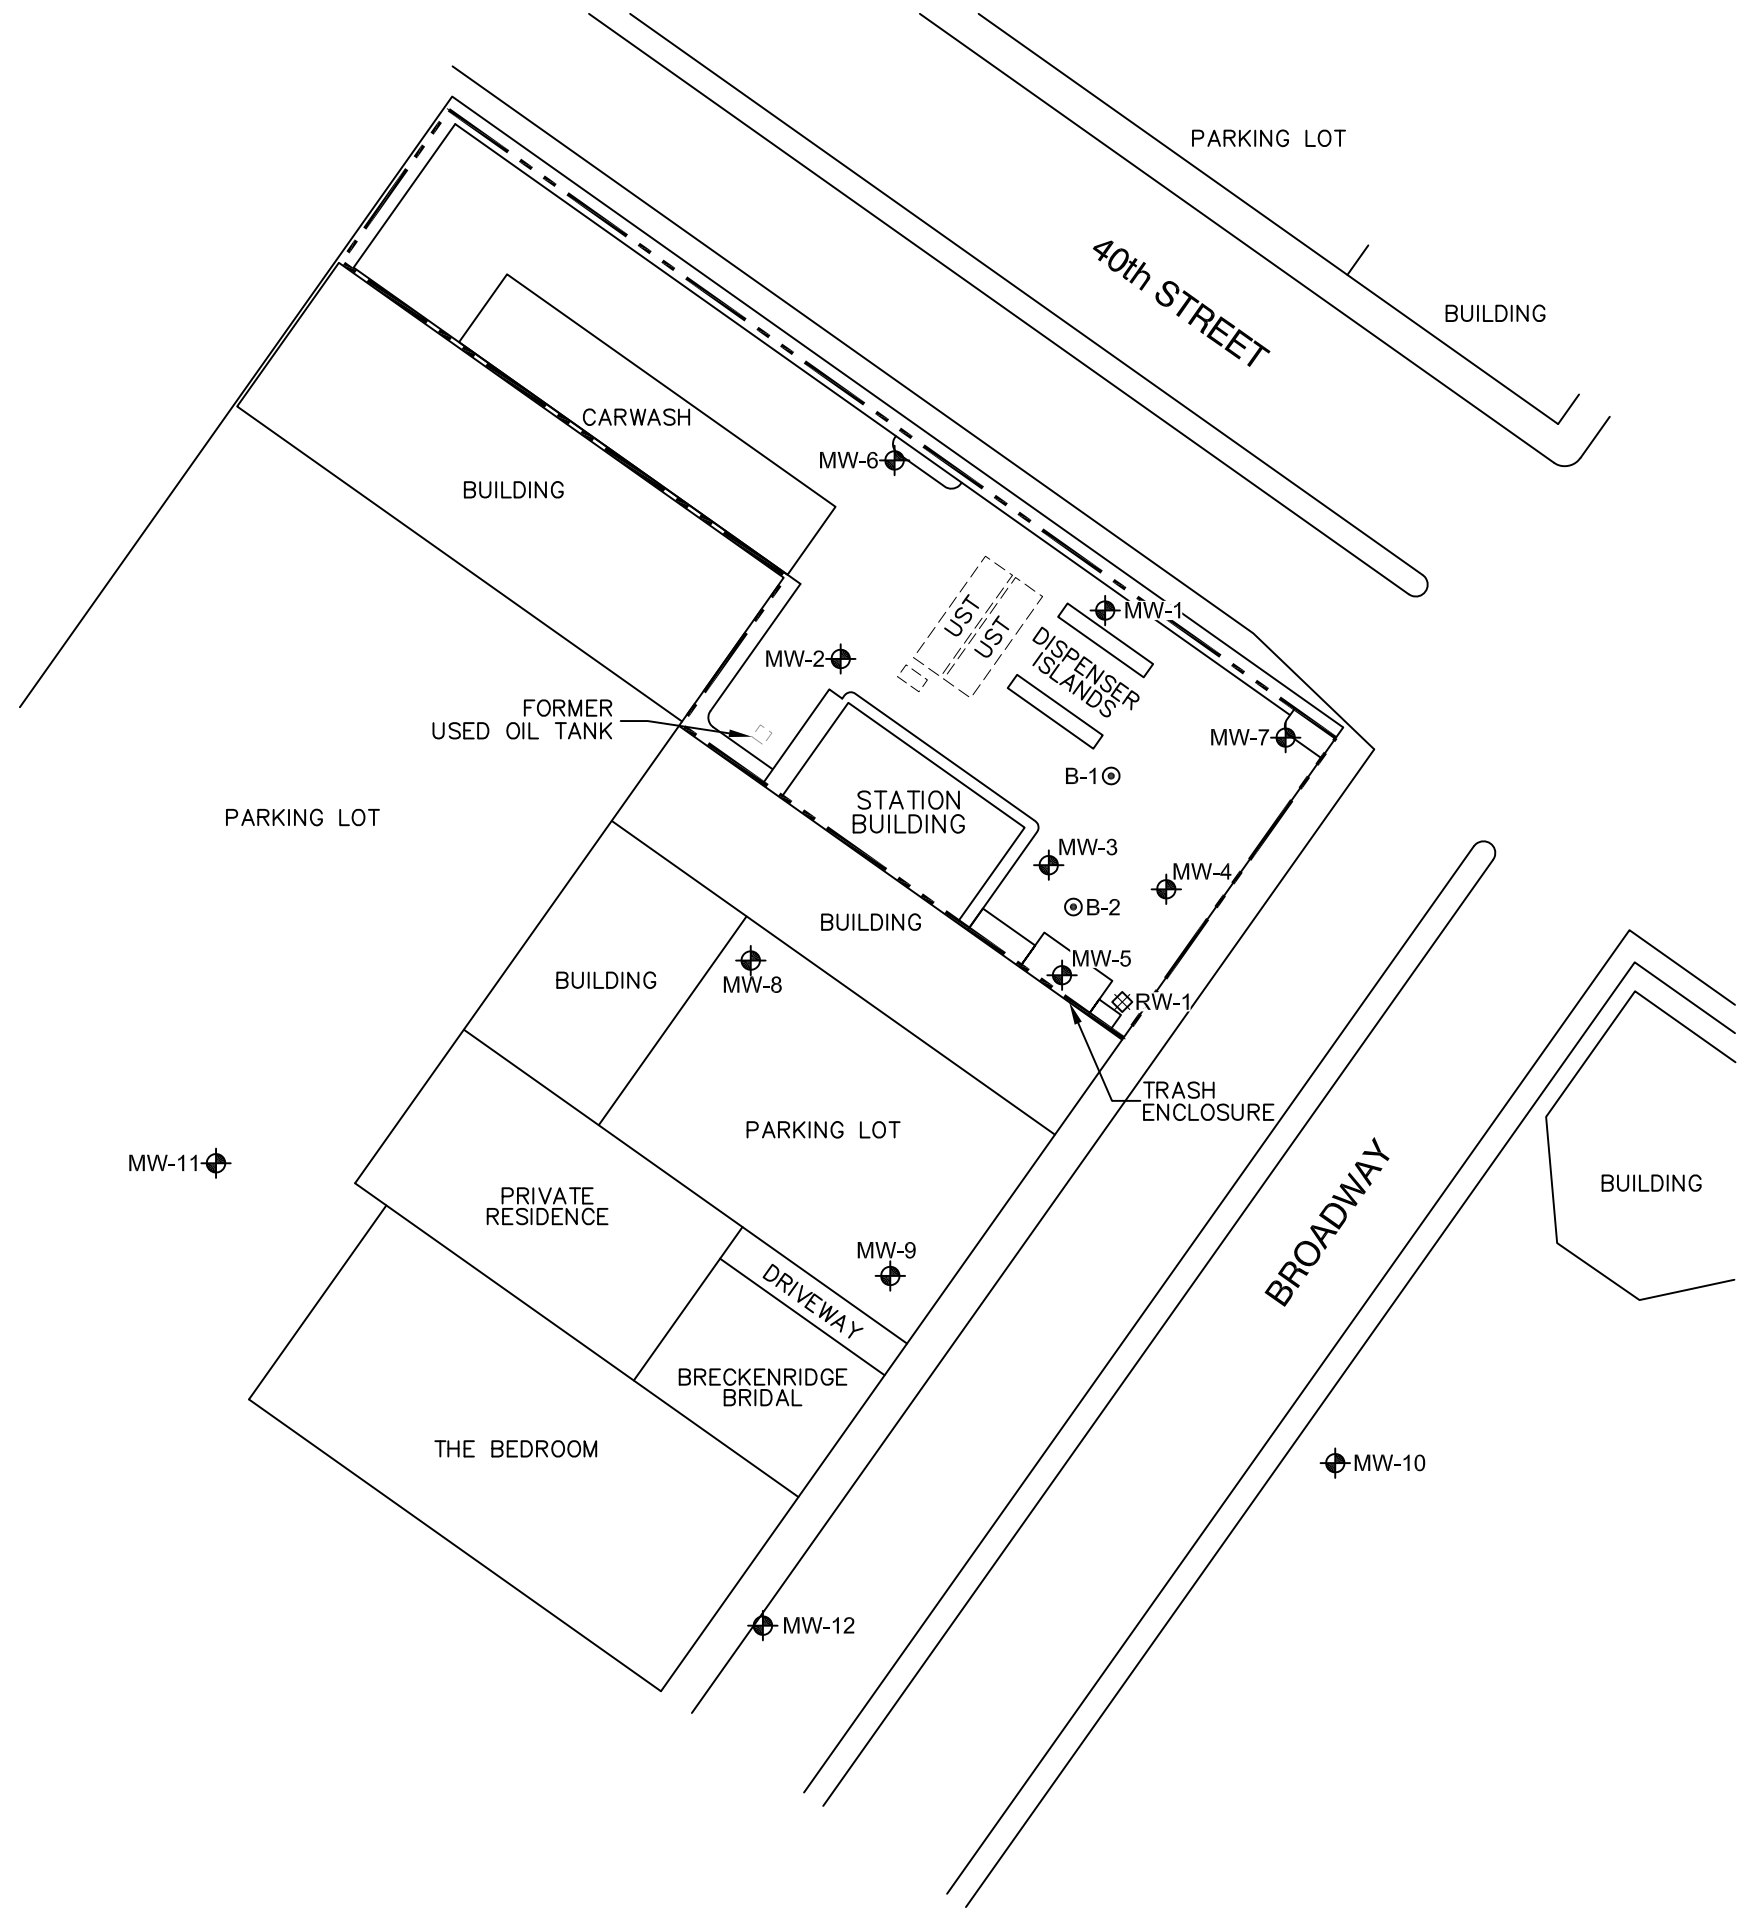 PARKING LOT
40th STREET
BUILDING
CARWASH
MW-6
BUILDING
UST
UST
MW-1
DISPENSER
ISLANDS
MW-2
FORMER
USED OIL TANK
MW-7
B-1
STATION
BUILDING
PARKING LOT
MW-3
MW-4
B-2
BUILDING
MW-5
BUILDING
MW-8
RW-1
TRASH
ENCLOSURE
PARKING LOT
MW-11
PRIVATE
RESIDENCE
BROADWAY
BUILDING
MW-9
DRIVEWAY
BRECKENRIDGE
BRIDAL
THE BEDROOM
MW-10
MW-12